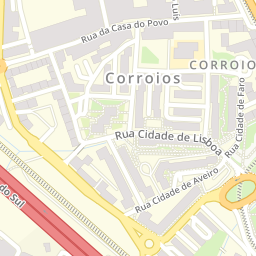 Rua da Casa do Povo
Luís
Corroios
CORROIO
Rua Cidade de Faro
Rua Cidade de Lisboa
Rua Cidade de Aveiro
do Sul